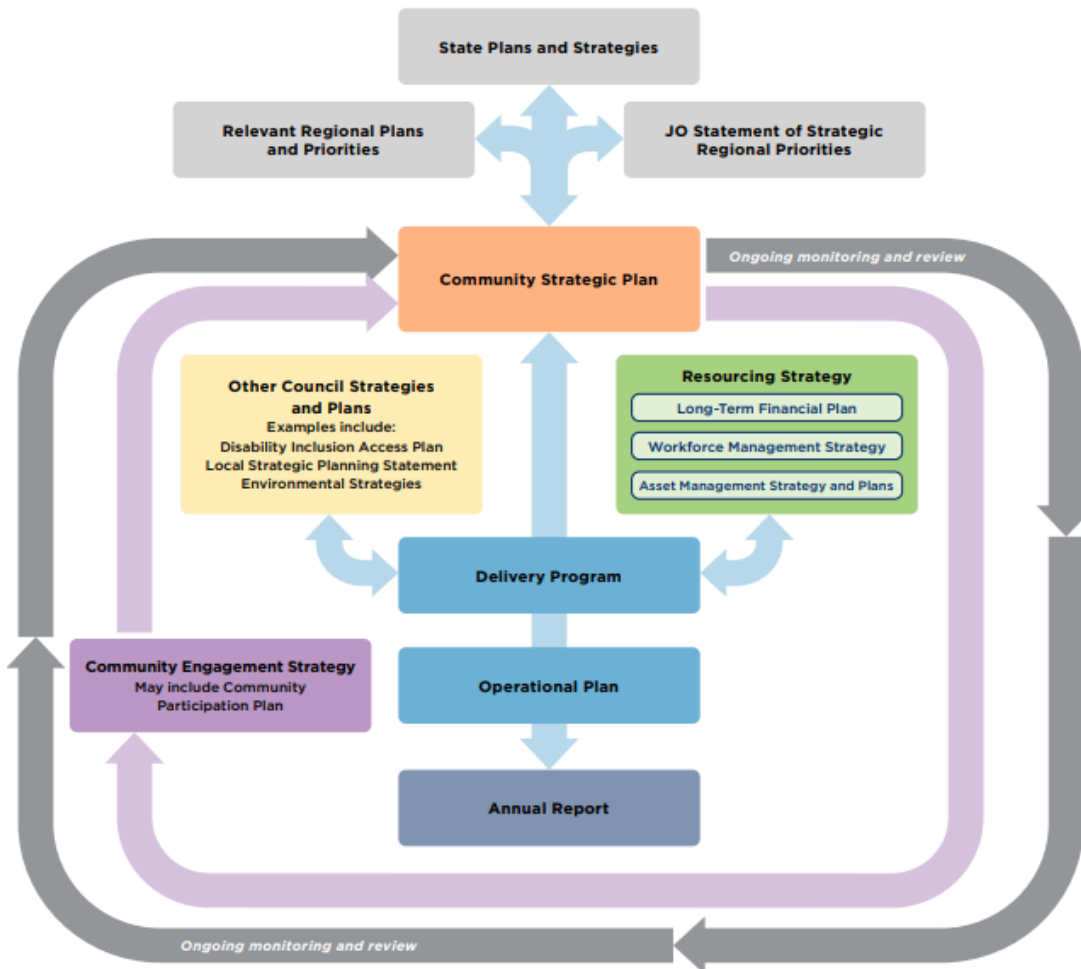 State Plans and Strategies
Relevant Regional Plans
and Priorities
JO Statement of Strategic
Regional Priorities
Community Strategic Plan
Ongoing monitoring and review
Other Council Strategies
and Plans
Examples include:
Disability Inclusion Access Plan
Local Strategic Planning Statement
Environmental Strategies
Resourcing Strategy
Long-Term Financial Plan
Workforce Management Strategy
Asset Management Strategy and Plans
Delivery Program
Community Engagement Strategy
May include Community
Participation Plan
Operational Plan
Annual Report
Ongoing monitoring and review